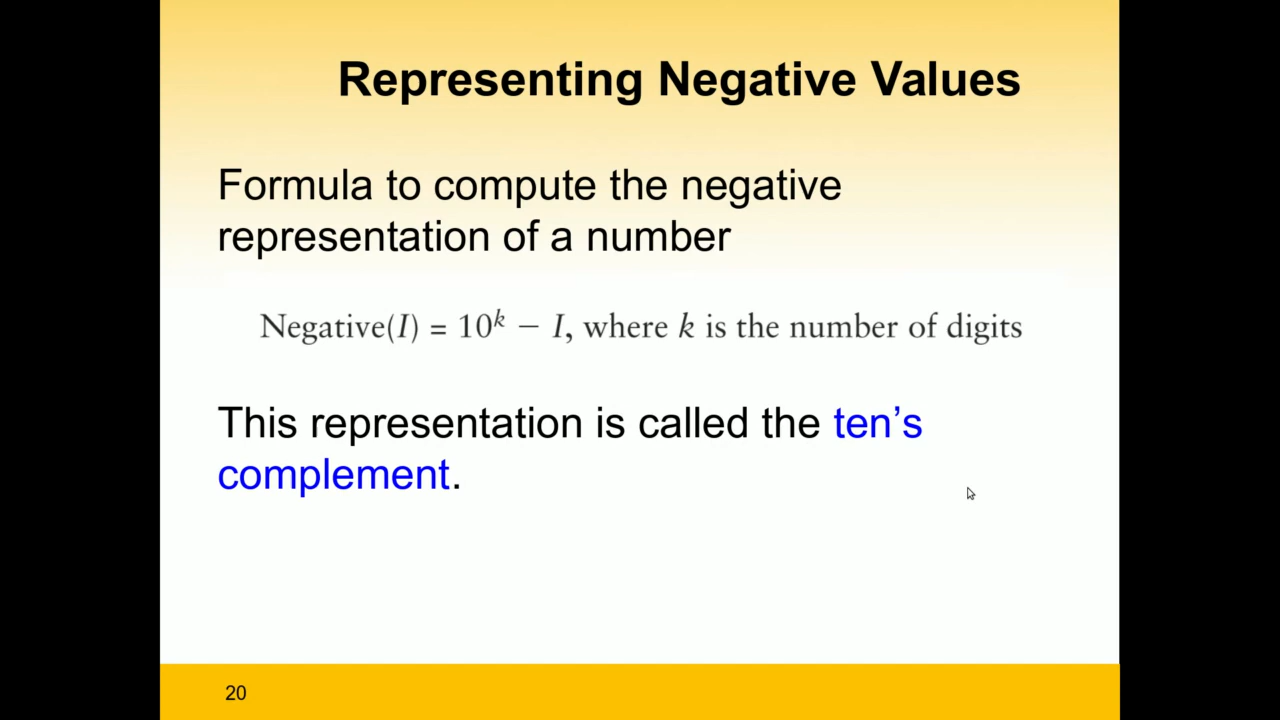 Representing Negative Values
Formula to compute the negative
representation of a number
Negative(I) = 10^k − I, where k is the number of digits
This representation is called the ten’s
complement.
20